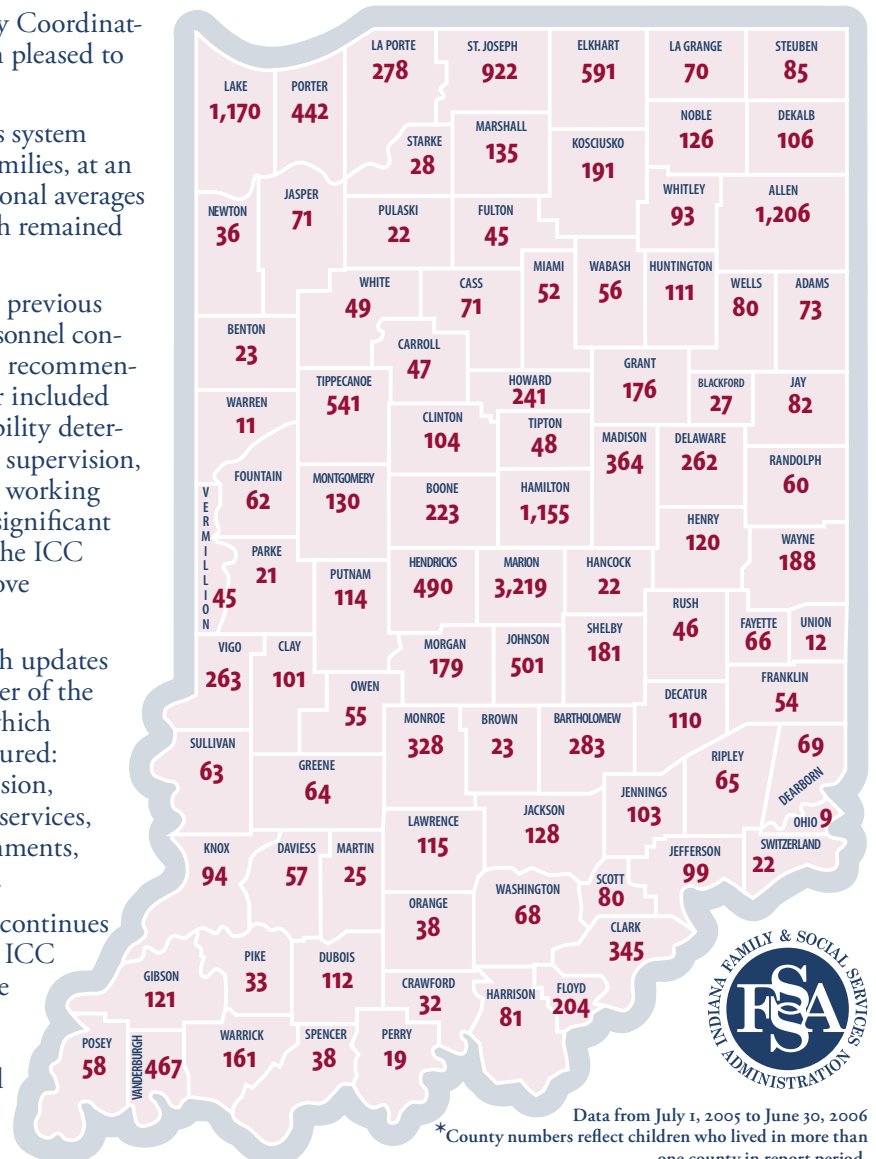 y Coordinat-
n pleased to
s system
milies, at an
onal averages
h remained
previous
sonnel con-
recommen-
r included
bility deter-
supervision,
working
significant
he ICC
ove
h updates
er of the
which
ured:
sion,
services,
nments,
continues
ICC
e
l
LA PORTE
278
ST. JOSEPH
922
ELKHART
591
LA GRANGE
70
STEUBEN
85
LAKE
1,170
PORTER
442
NOBLE
126
DEKALB
106
STARKE
28
MARSHALL
135
KOSCIUSKO
191
NEWTON
36
JASPER
71
PULASKI
22
FULTON
45
WHITLEY
93
ALLEN
1,206
WHITE
49
CASS
71
MIAMI
52
WABASH
56
HUNTINGTON
111
WELLS
80
ADAMS
73
BENTON
23
CARROLL
47
TIPPECANOE
541
HOWARD
241
GRANT
176
BLACKFORD
27
JAY
82
WARREN
11
CLINTON
104
TIPTON
48
MADISON
364
DELAWARE
262
RANDOLPH
60
FOUNTAIN
62
MONTGOMERY
130
BOONE
223
HAMILTON
1,155
HENRY
120
WAYNE
188
VERMILLION
45
PARKE
21
PUTNAM
114
HENDRICKS
490
MARION
3,219
HANCOCK
22
RUSH
46
FAYETTE
66
UNION
12
VIGO
263
CLAY
101
OWEN
55
MORGAN
179
JOHNSON
501
SHELBY
181
DECATUR
110
FRANKLIN
54
SULLIVAN
63
GREENE
64
MONROE
328
BROWN
23
BARTHOLOMEW
283
JENNINGS
103
RIPLEY
65
69
DEARBORN
OHIO 9
KNOX
94
DAVIESS
57
MARTIN
25
LAWRENCE
115
JACKSON
128
JEFFERSON
99
SWITZERLAND
22
ORANGE
38
WASHINGTON
68
SCOTT
80
CLARK
345
GIBSON
121
PIKE
33
DUBOIS
112
CRAWFORD
32
HARRISON
81
FLOYD
204
POSEY
58
VANDERBURGH
467
WARRICK
161
SPENCER
38
PERRY
19
INDIANA FAMILY & SOCIAL SERVICES ADMINISTRATION
FSSA
Data from July 1, 2005 to June 30, 2006
*County numbers reflect children who lived in more than
one county in report period.